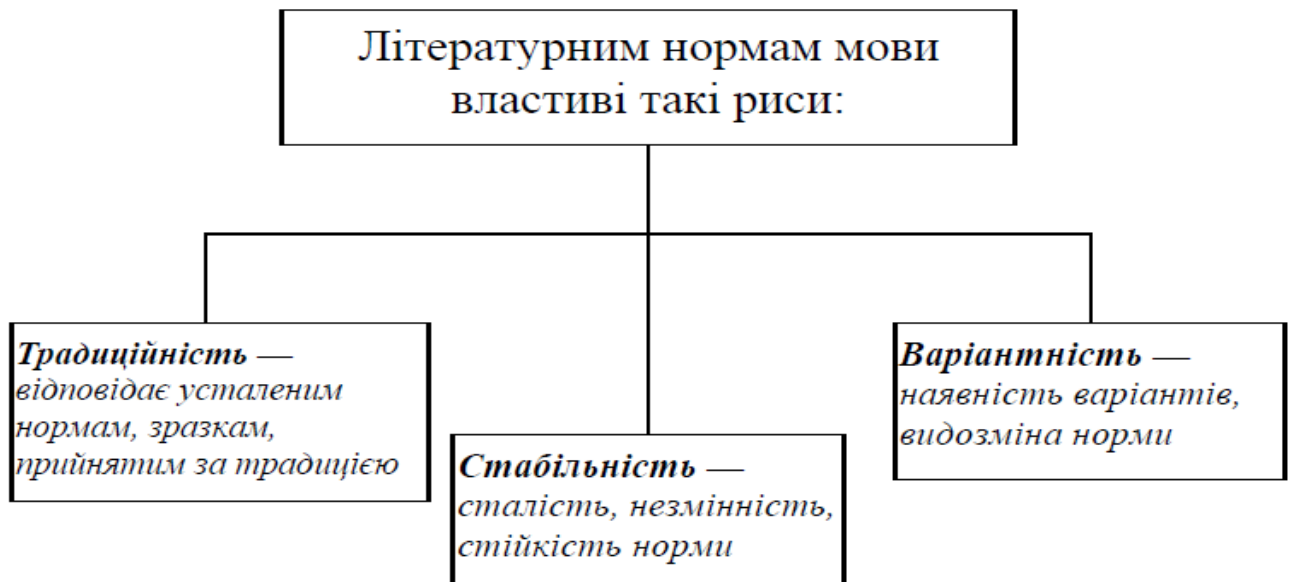 Літературним нормам мови
властиві такі риси:
Традиційність —
відповідає усталеним
нормам, зразкам,
прийнятим за традицією
Стабільність —
сталість, незмінність,
стійкість норми
Варіантність —
наявність варіантів,
видозміна норми